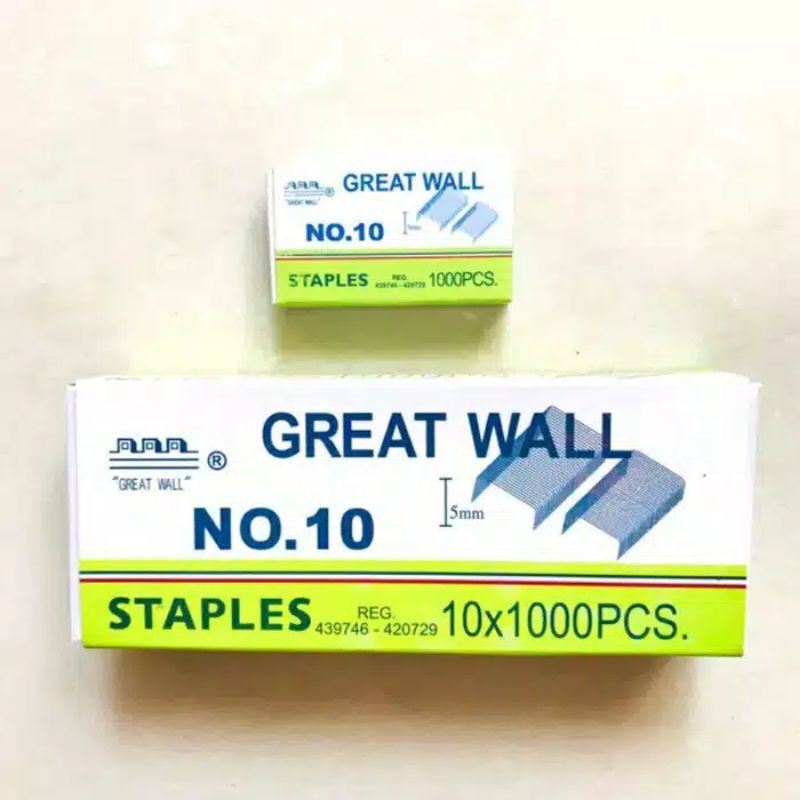 GREAT WALL
®
"GREAT WALL"
NO.10
5mm
STAPLES REG. 439746 - 420729 1000PCS.
GREAT WALL
®
"GREAT WALL"
NO.10
5mm
STAPLES REG. 439746 - 420729 10x1000PCS.